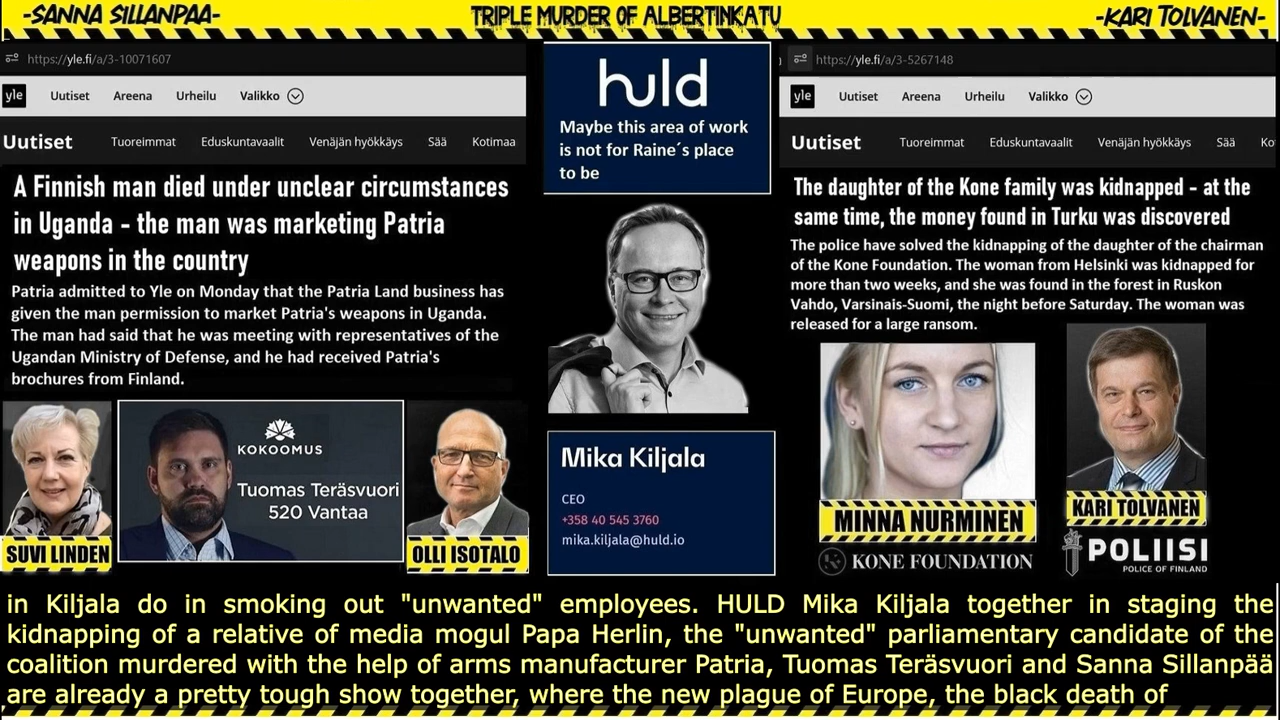 -SANNA SILLANPAA-
TRIPLE MURDER OF ALBERTINKATU
-KARI TOLVANEN-
https://yle.fi/a/3-10071607
yle Uutiset Areena Urheilu Valikko
Uutiset Tuoreimmat Eduskuntavaalit Venäjän hyökkäys Sää Kotimaa
A Finnish man died under unclear circumstances
in Uganda - the man was marketing Patria
weapons in the country
Patria admitted to Yle on Monday that the Patria Land business has
given the man permission to market Patria's weapons in Uganda.
The man had said that he was meeting with representatives of the
Ugandan Ministry of Defense, and he had received Patria's
brochures from Finland.
SUVI LINDEN
KOKOOMUS
Tuomas Teräsvuori
520 Vantaa
OLLI ISOTALO
huld
Maybe this area of work
is not for Raine´s place
to be
Mika Kiljala
CEO
+358 40 545 3760
mika.kiljala@huld.io
https://yle.fi/a/3-5267148
yle Uutiset Areena Urheilu Valikko
Uutiset Tuoreimmat Eduskuntavaalit Venäjän hyökkäys Sää Ko
The daughter of the Kone family was kidnapped - at the
same time, the money found in Turku was discovered
The police have solved the kidnapping of the daughter of the chairman
of the Kone Foundation. The woman from Helsinki was kidnapped for
more than two weeks, and she was found in the forest in Ruskon
Vahdo, Varsinais-Suomi, the night before Saturday. The woman was
released for a large ransom.
MINNA NURMINEN
KONE FOUNDATION
KARI TOLVANEN
POLIISI
POLICE OF FINLAND
in Kiljala do in smoking out "unwanted" employees. HULD Mika Kiljala together in staging the
kidnapping of a relative of media mogul Papa Herlin, the "unwanted" parliamentary candidate of the
coalition murdered with the help of arms manufacturer Patria, Tuomas Teräsvuori and Sanna Sillanpää
are already a pretty tough show together, where the new plague of Europe, the black death of